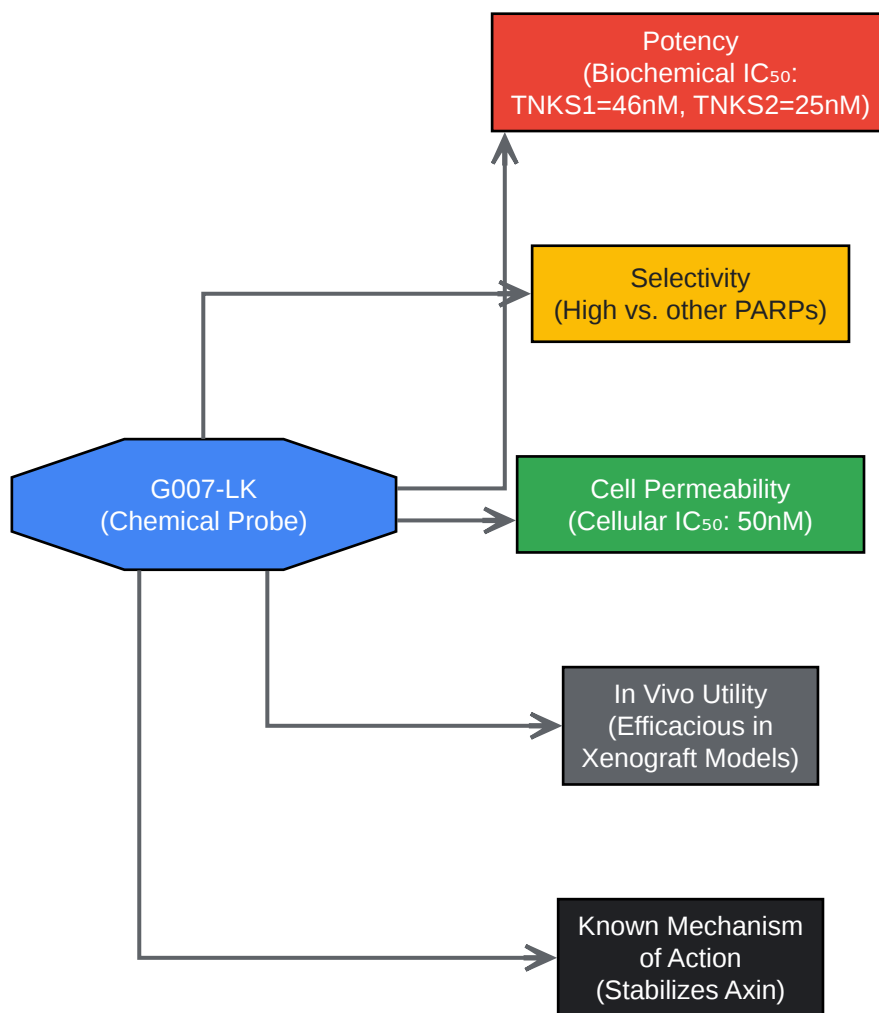 Potency
(Biochemical IC₅₀:
TNKS1=46nM, TNKS2=25nM)
Selectivity
(High vs. other PARPs)
G007-LK
(Chemical Probe)
Cell Permeability
(Cellular IC₅₀: 50nM)
In Vivo Utility
(Efficacious in
Xenograft Models)
Known Mechanism
of Action
(Stabilizes Axin)